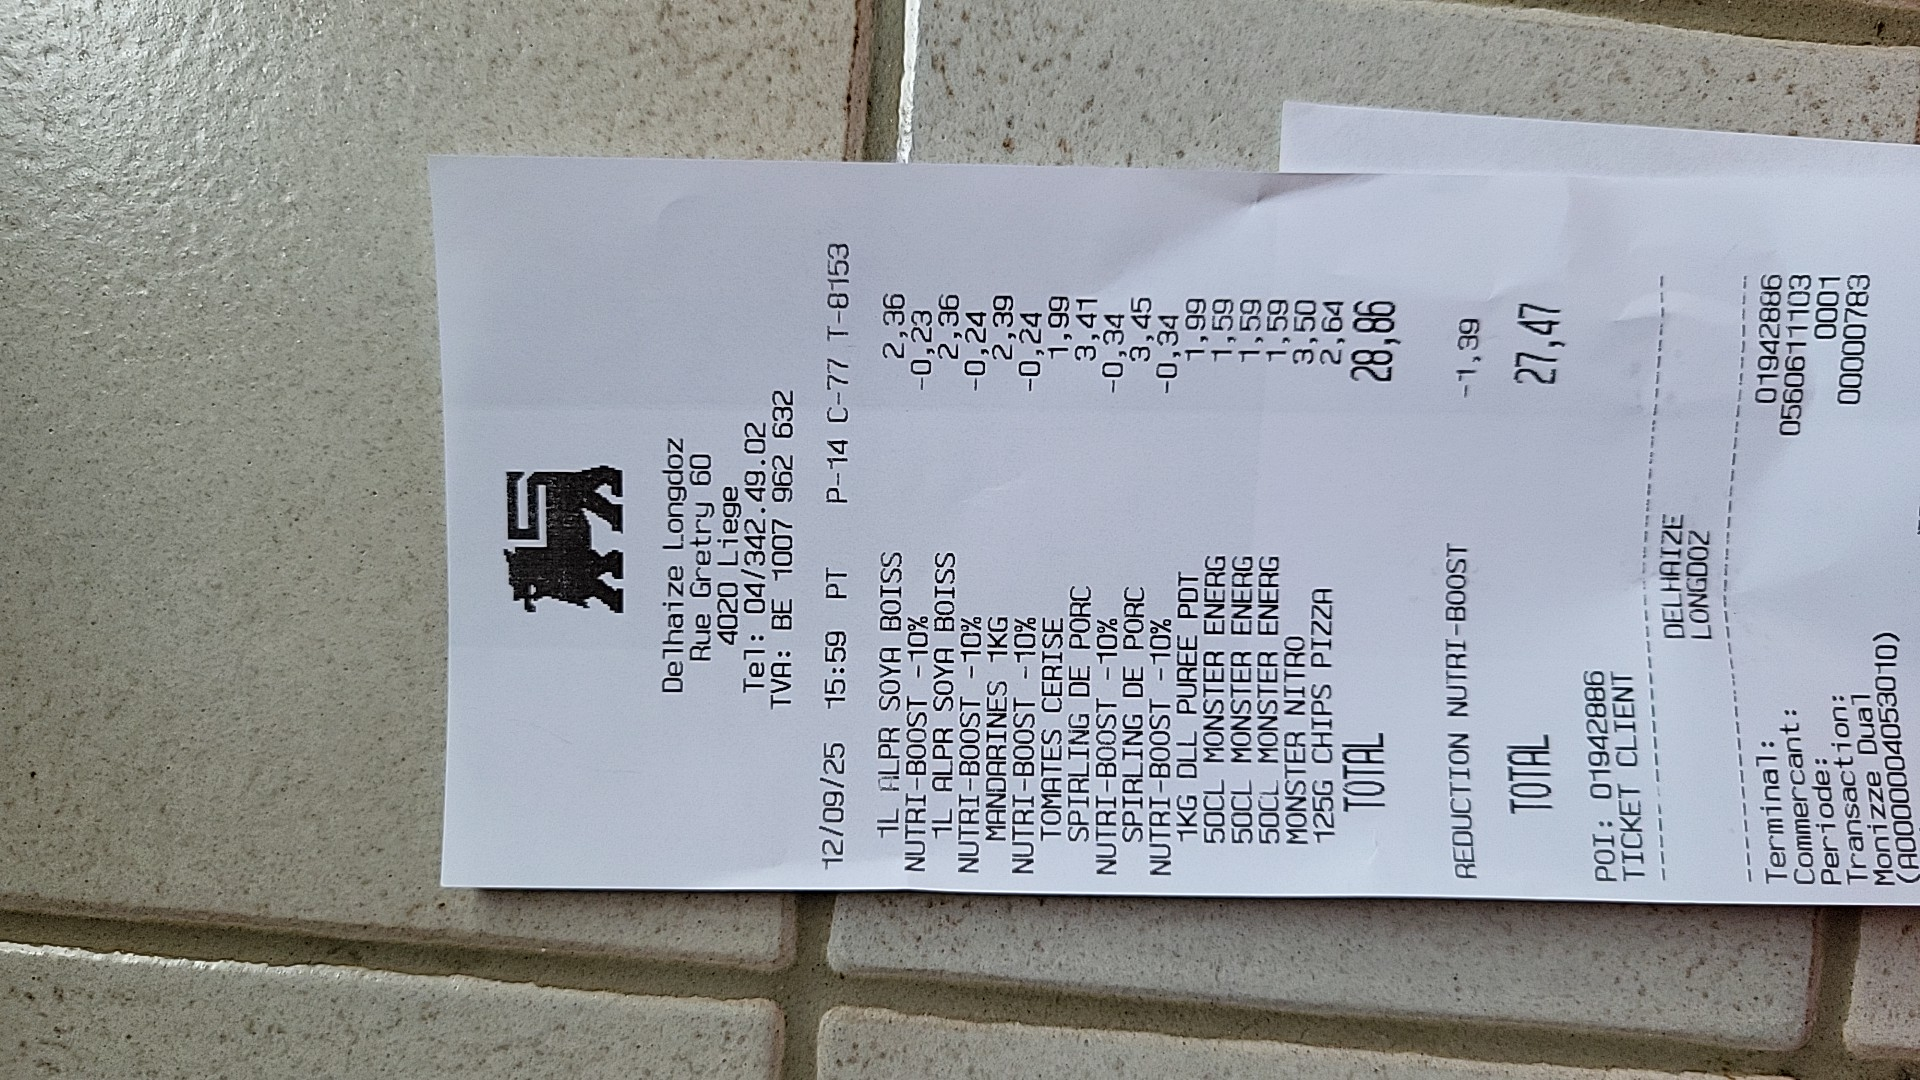 Delhaize Longdoz
Rue Gretry 60
4020 Liege
Tel: 04/342.49.02
TVA: BE 1007 962 632
12/09/25 15:59 PT P-14 C-77 T-8153
1L ALPR SOYA BOISS 2,36
NUTRI-BOOST -10% -0,23
1L ALPR SOYA BOISS 2,36
NUTRI-BOOST -10% -0,24
MANDARINES 1KG 2,39
NUTRI-BOOST -10% -0,24
TOMATES CERISE 1,99
SPIRLING DE PORC 3,41
NUTRI-BOOST -10% -0,34
SPIRLING DE PORC 3,45
NUTRI-BOOST -10% -0,34
1KG DLL PUREE PDT 1,99
50CL MONSTER ENERG 1,59
50CL MONSTER ENERG 1,59
50CL MONSTER ENERG 1,59
MONSTER NITRO 3,50
125G CHIPS PIZZA 2,64
TOTAL 28,86
REDUCTION NUTRI-BOOST -1,39
TOTAL 27,47
POI: 01942886
TICKET CLIENT
DELHAIZE
LONGDOZ
Terminal: 01942886
Commercant: 0560611103
Periode: 0001
Transaction: 00000783
Monizze Dual
(A0000004053010)